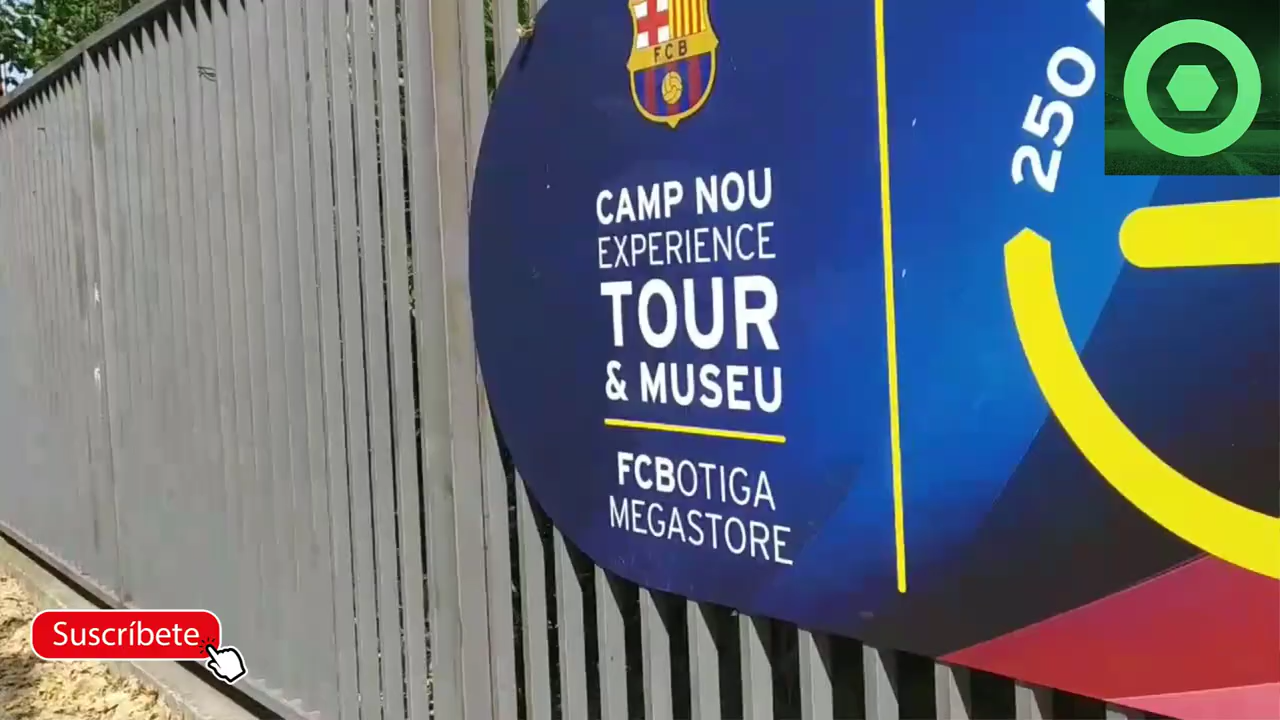 FCB
CAMP NOU
EXPERIENCE
TOUR
& MUSEU
FCBOTIGA
MEGASTORE
250
Suscríbete